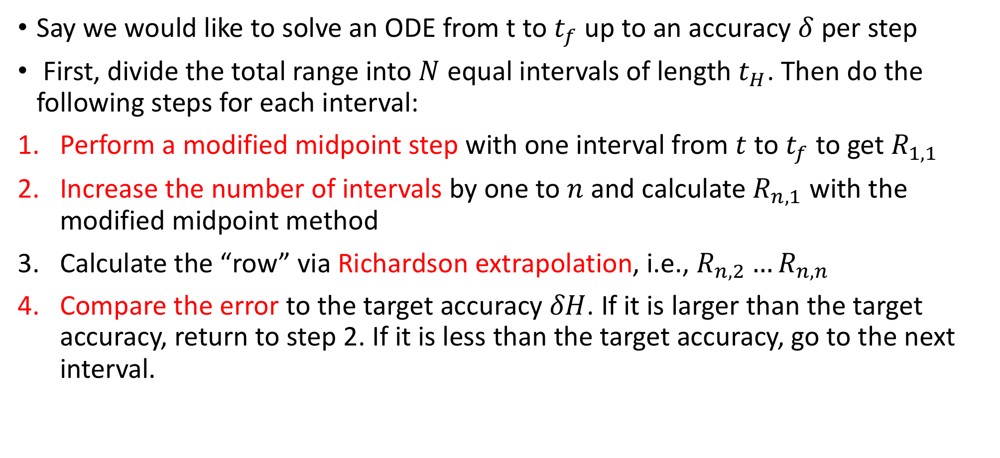 • Say we would like to solve an ODE from t to $t_f$ up to an accuracy $\delta$ per step
• First, divide the total range into $N$ equal intervals of length $t_H$. Then do the
following steps for each interval:
1. Perform a modified midpoint step with one interval from $t$ to $t_f$ to get $R_{1,1}$
2. Increase the number of intervals by one to $n$ and calculate $R_{n,1}$ with the
modified midpoint method
3. Calculate the “row” via Richardson extrapolation, i.e., $R_{n,2}$ … $R_{n,n}$
4. Compare the error to the target accuracy $\delta H$. If it is larger than the target
accuracy, return to step 2. If it is less than the target accuracy, go to the next
interval.